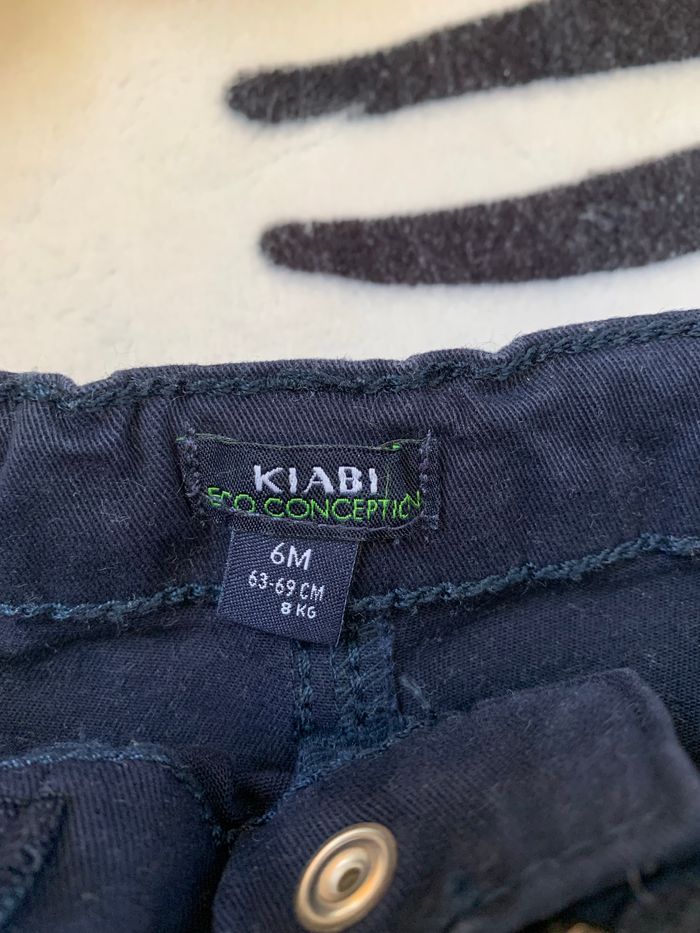 KIABI
ECO CONCEPTION
6M
63-69 CM
8 KG